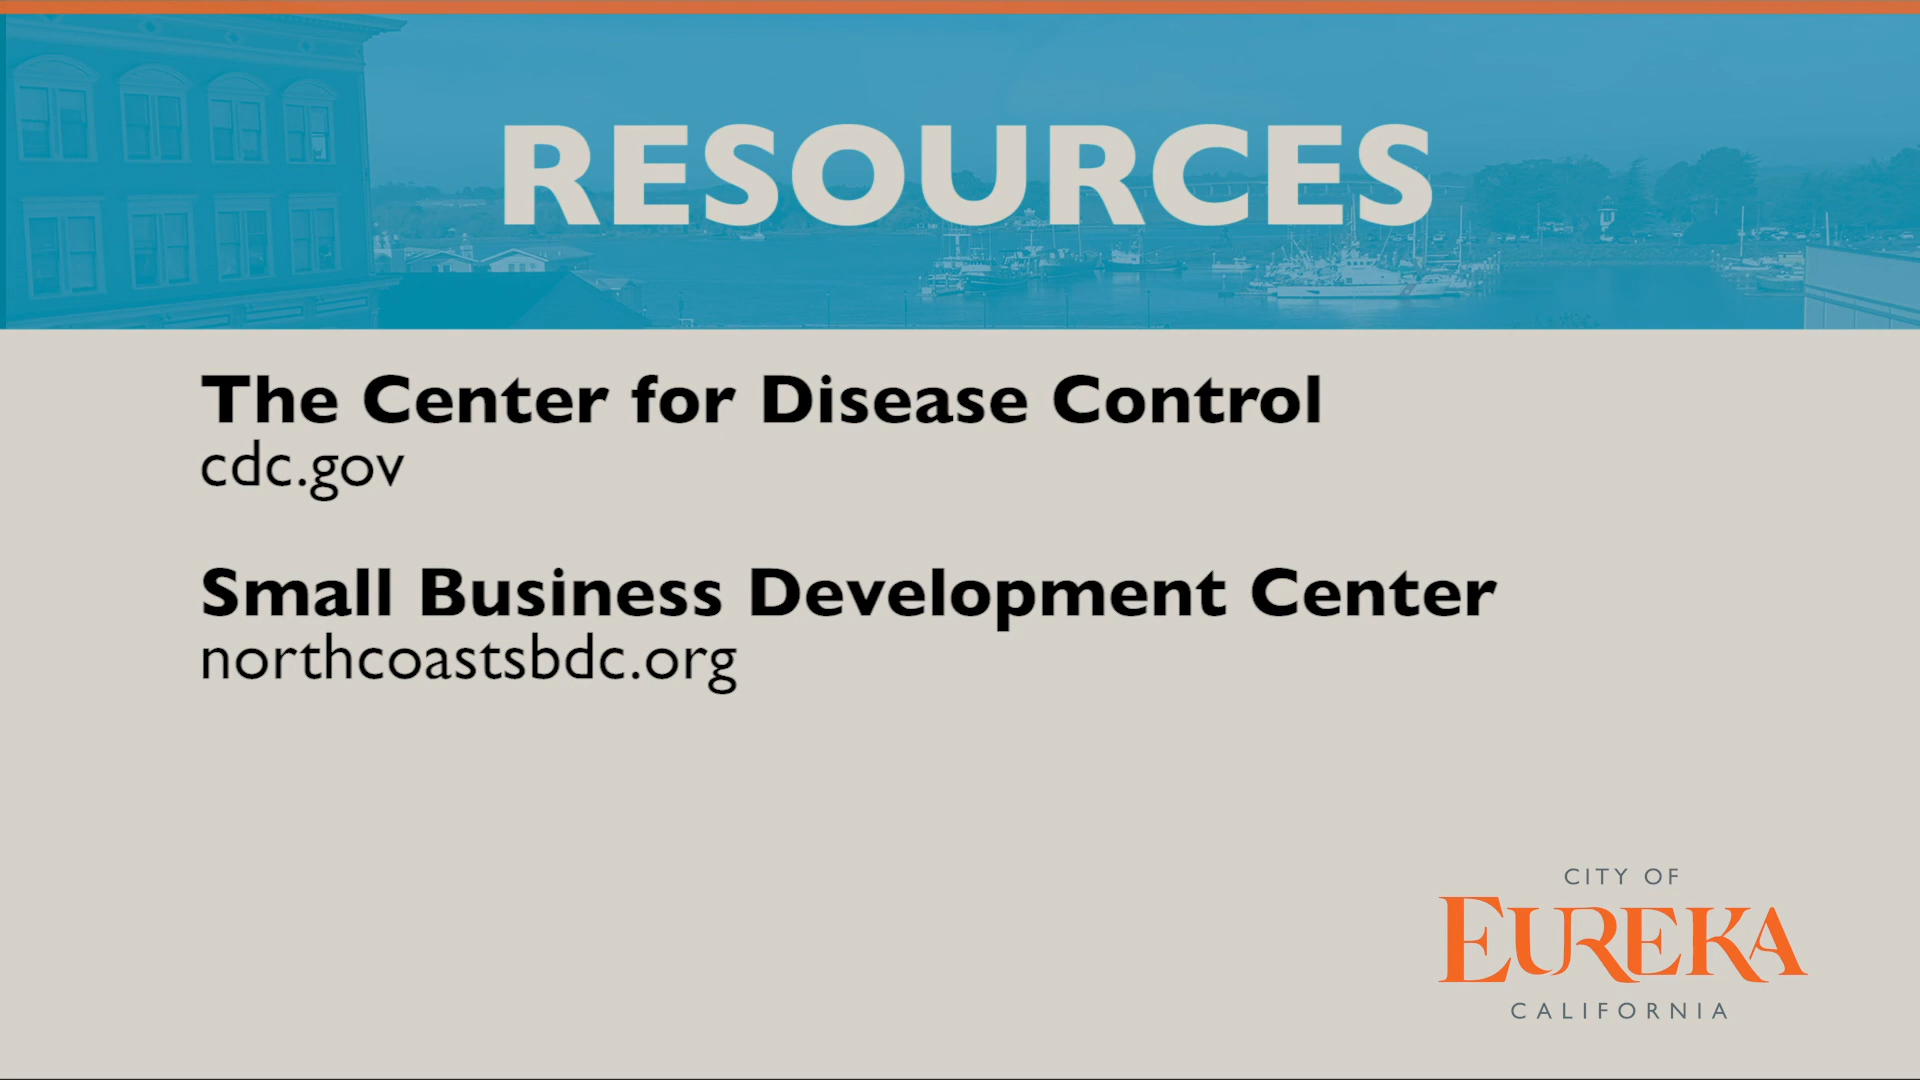 RESOURCES
The Center for Disease Control
cdc.gov
Small Business Development Center
northcoastsbdc.org
CITY OF
EUREKA
CALIFORNIA